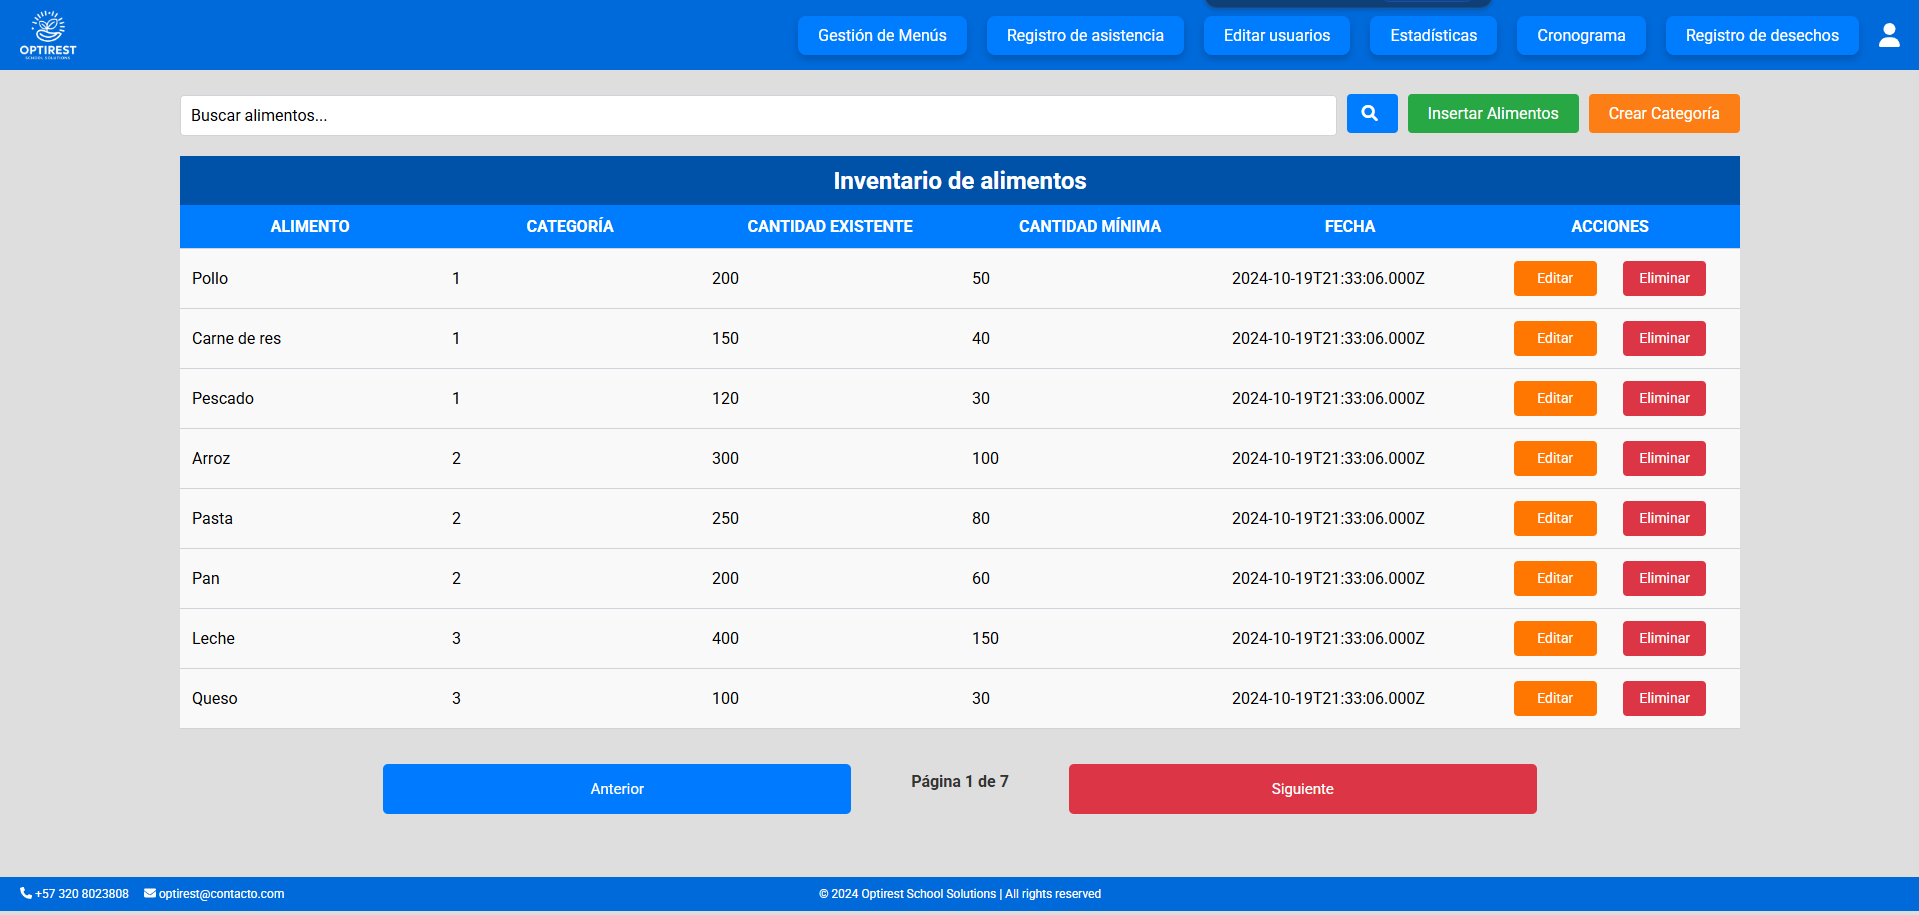 OPTIREST
SCHOOL SOLUTIONS
Gestión de Menús Registro de asistencia Editar usuarios Estadísticas Cronograma Registro de desechos
Buscar alimentos... Insertar Alimentos Crear Categoría
Inventario de alimentos
ALIMENTO CATEGORÍA CANTIDAD EXISTENTE CANTIDAD MÍNIMA FECHA ACCIONES
Pollo 1 200 50 2024-10-19T21:33:06.000Z Editar Eliminar
Carne de res 1 150 40 2024-10-19T21:33:06.000Z Editar Eliminar
Pescado 1 120 30 2024-10-19T21:33:06.000Z Editar Eliminar
Arroz 2 300 100 2024-10-19T21:33:06.000Z Editar Eliminar
Pasta 2 250 80 2024-10-19T21:33:06.000Z Editar Eliminar
Pan 2 200 60 2024-10-19T21:33:06.000Z Editar Eliminar
Leche 3 400 150 2024-10-19T21:33:06.000Z Editar Eliminar
Queso 3 100 30 2024-10-19T21:33:06.000Z Editar Eliminar
Anterior Página 1 de 7 Siguiente
+57 320 8023808 optirest@contacto.com © 2024 Optirest School Solutions | All rights reserved